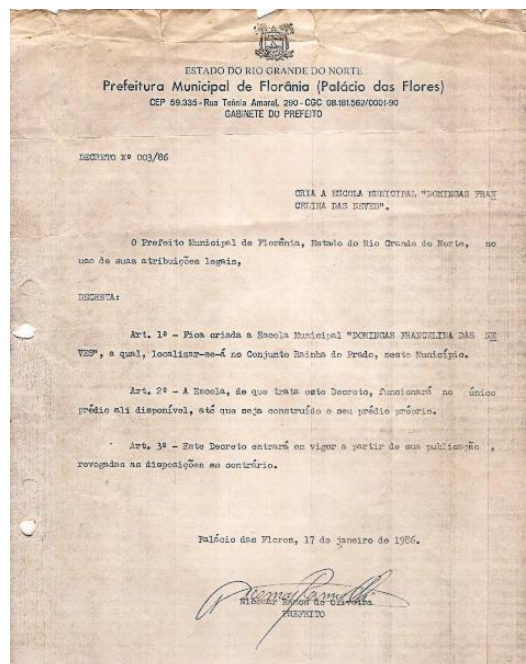 ESTADO DO RIO GRANDE DO NORTE
Prefeitura Municipal de Florânia (Palácio das Flores)
CEP 59.335 - Rua Teônia Amaral, 290 - CGC 08.181.562/0001-90
GABINETE DO PREFEITO
DECRETO Nº 003/86
CRIA A ESCOLA MUNICIPAL "DOMINGAS FRAN
CELINA DAS NEVES".
O Prefeito Municipal de Florânia, Estado do Rio Grande do Norte, no
uso de suas atribuições legais,
DECRETA:
Art. 1º - Fica criada a Escola Municipal "DOMINGAS FRANCELINA DAS NE
VES", a qual, localizar-se-á no Conjunto Rainha do Prado, neste Município.
Art. 2º - A Escola, de que trata este Decreto, funcionará no único
prédio ali disponível, até que seja construído o seu prédio próprio.
Art. 3º - Este Decreto entrará em vigor a partir de sua publicação ,
revogadas as disposições em contrário.
Palácio das Flores, 17 de janeiro de 1986.
Ramos de Oliveira
PREFEITO